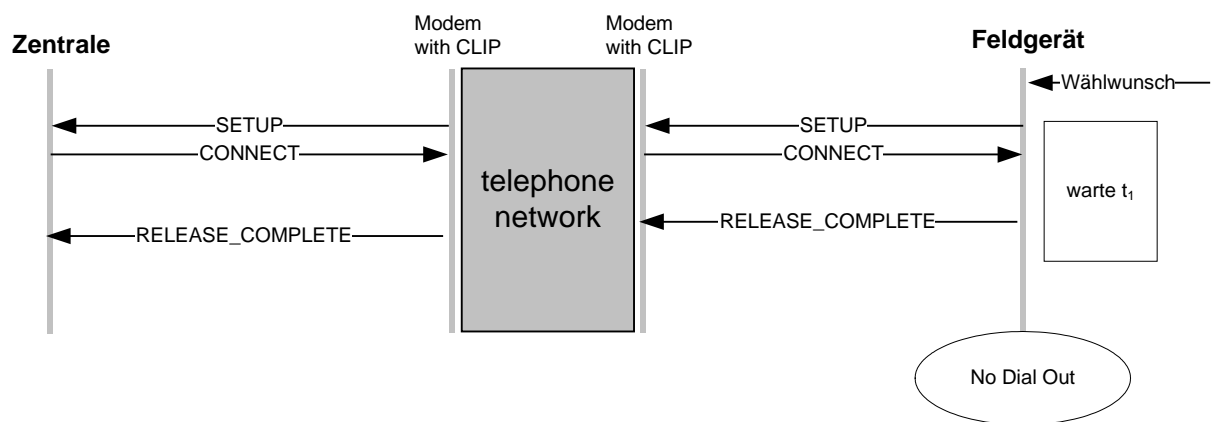 Modem
with CLIP
Modem
with CLIP
Zentrale
Feldgerät
Wählwunsch
SETUP
SETUP
CONNECT
CONNECT
telephone
network
warte t₁
RELEASE_COMPLETE
RELEASE_COMPLETE
No Dial Out